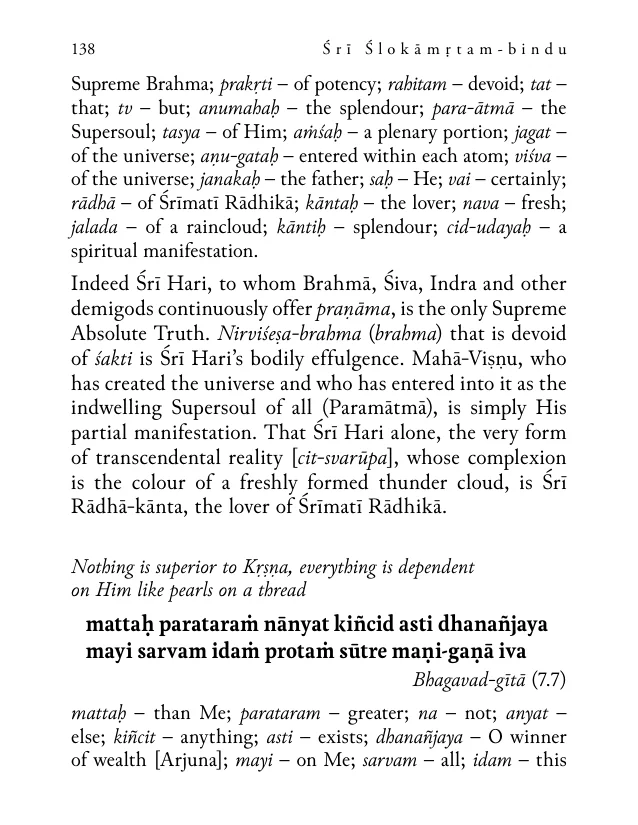 138 Śrī Ślokāmṛtam-bindu
Supreme Brahma; prakṛti – of potency; rahitam – devoid; tat –
that; tv – but; anumahaḥ – the splendour; para-ātmā – the
Supersoul; tasya – of Him; aṁśaḥ – a plenary portion; jagat –
of the universe; aṇu-gataḥ – entered within each atom; viśva –
of the universe; janakaḥ – the father; saḥ – He; vai – certainly;
rādhā – of Śrīmatī Rādhikā; kāntaḥ – the lover; nava – fresh;
jalada – of a raincloud; kāntiḥ – splendour; cid-udayaḥ – a
spiritual manifestation.
Indeed Śrī Hari, to whom Brahmā, Śiva, Indra and other
demigods continuously offer praṇāma, is the only Supreme
Absolute Truth. Nirviśeṣa-brahma (brahma) that is devoid
of śakti is Śrī Hari’s bodily effulgence. Mahā-Viṣṇu, who
has created the universe and who has entered into it as the
indwelling Supersoul of all (Paramātmā), is simply His
partial manifestation. That Śrī Hari alone, the very form
of transcendental reality [cit-svarūpa], whose complexion
is the colour of a freshly formed thunder cloud, is Śrī
Rādhā-kānta, the lover of Śrīmatī Rādhikā.
Nothing is superior to Kṛṣṇa, everything is dependent
on Him like pearls on a thread
mattaḥ parataraṁ nānyat kiñcid asti dhanañjaya
mayi sarvam idaṁ protaṁ sūtre maṇi-gaṇā iva
Bhagavad-gītā (7.7)
mattaḥ – than Me; parataram – greater; na – not; anyat –
else; kiñcit – anything; asti – exists; dhanañjaya – O winner
of wealth [Arjuna]; mayi – on Me; sarvam – all; idam – this